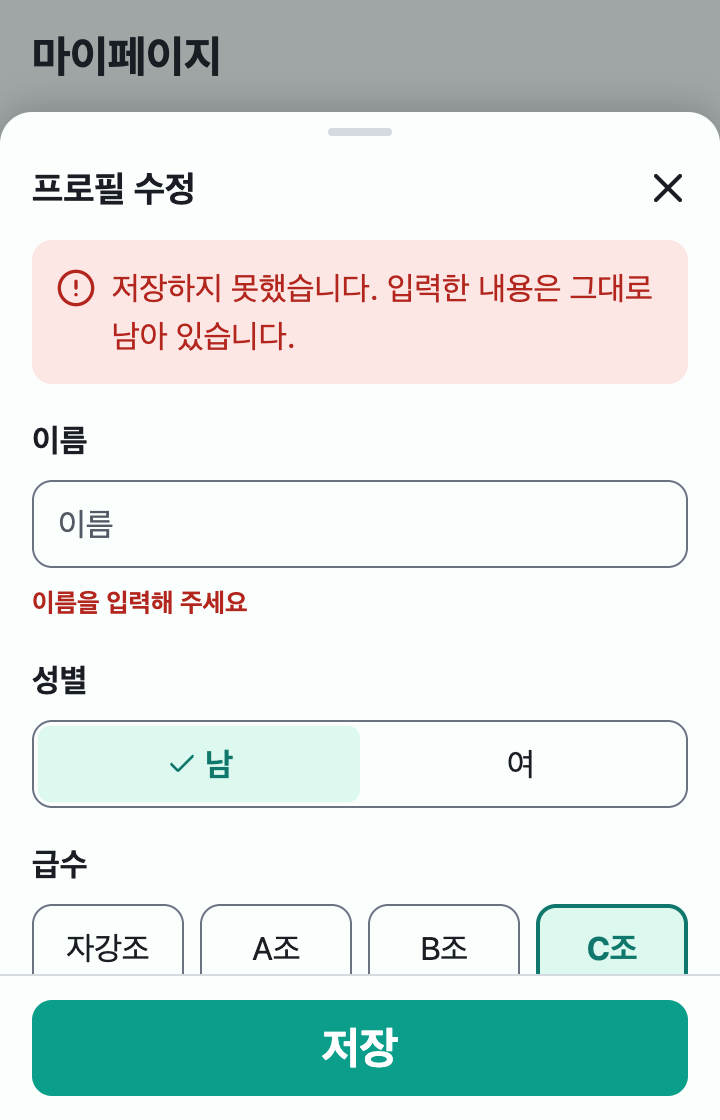 마이페이지
프로필 수정
저장하지 못했습니다. 입력한 내용은 그대로
남아 있습니다.
이름
이름
이름을 입력해 주세요
성별
남 여
급수
자강조 A조 B조 C조
저장